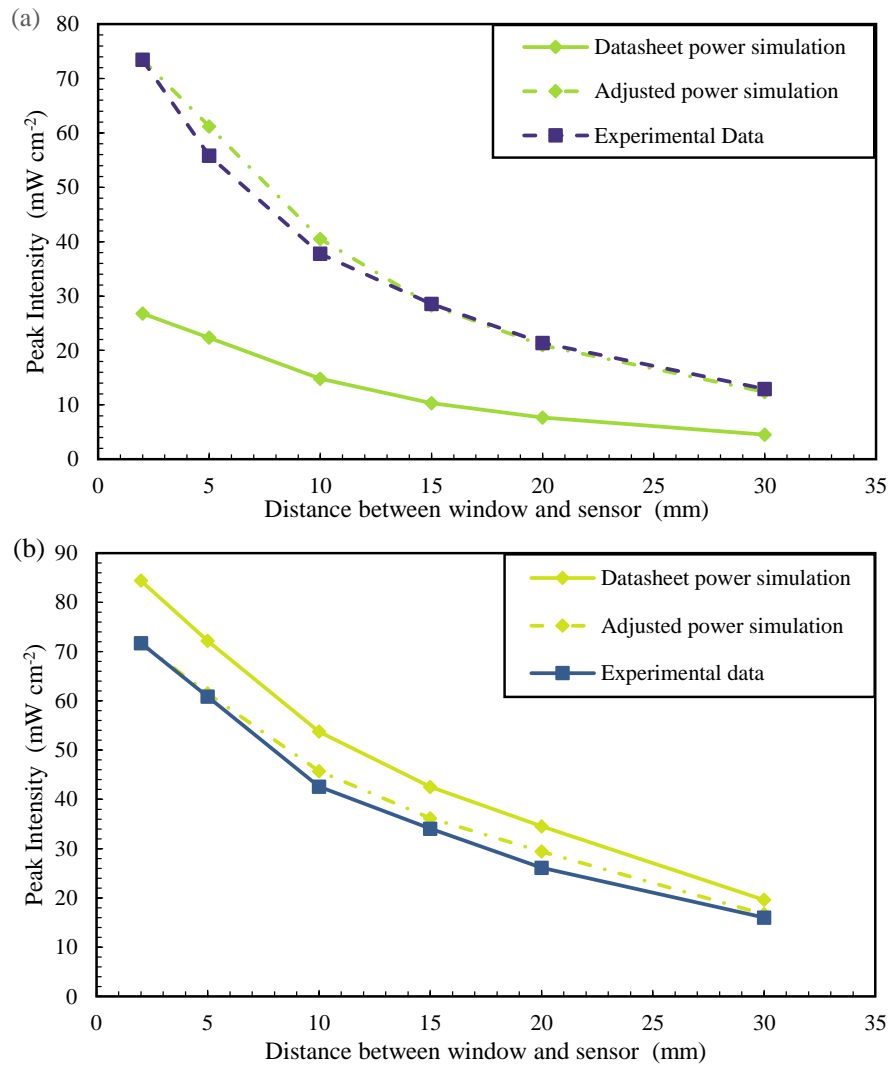 (a)
80
70
60
50
40
30
20
10
0
Peak Intensity (mW cm-2)
Datasheet power simulation
Adjusted power simulation
Experimental Data
0 5 10 15 20 25 30 35
Distance between window and sensor (mm)
(b)
90
80
70
60
50
40
30
20
10
0
Peak Intensity (mW cm-2)
Datasheet power simulation
Adjusted power simulation
Experimental data
0 5 10 15 20 25 30 35
Distance between window and sensor (mm)